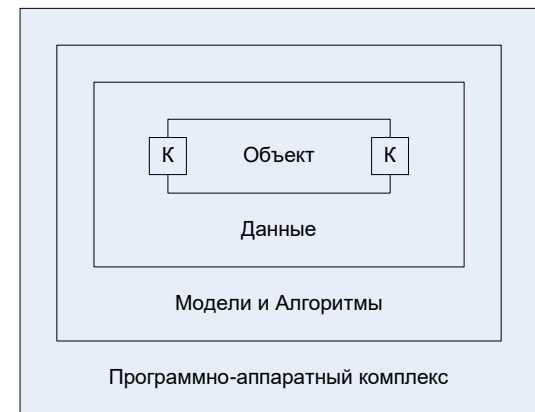 К Объект К
Данные
Модели и Алгоритмы
Программно-аппаратный комплекс